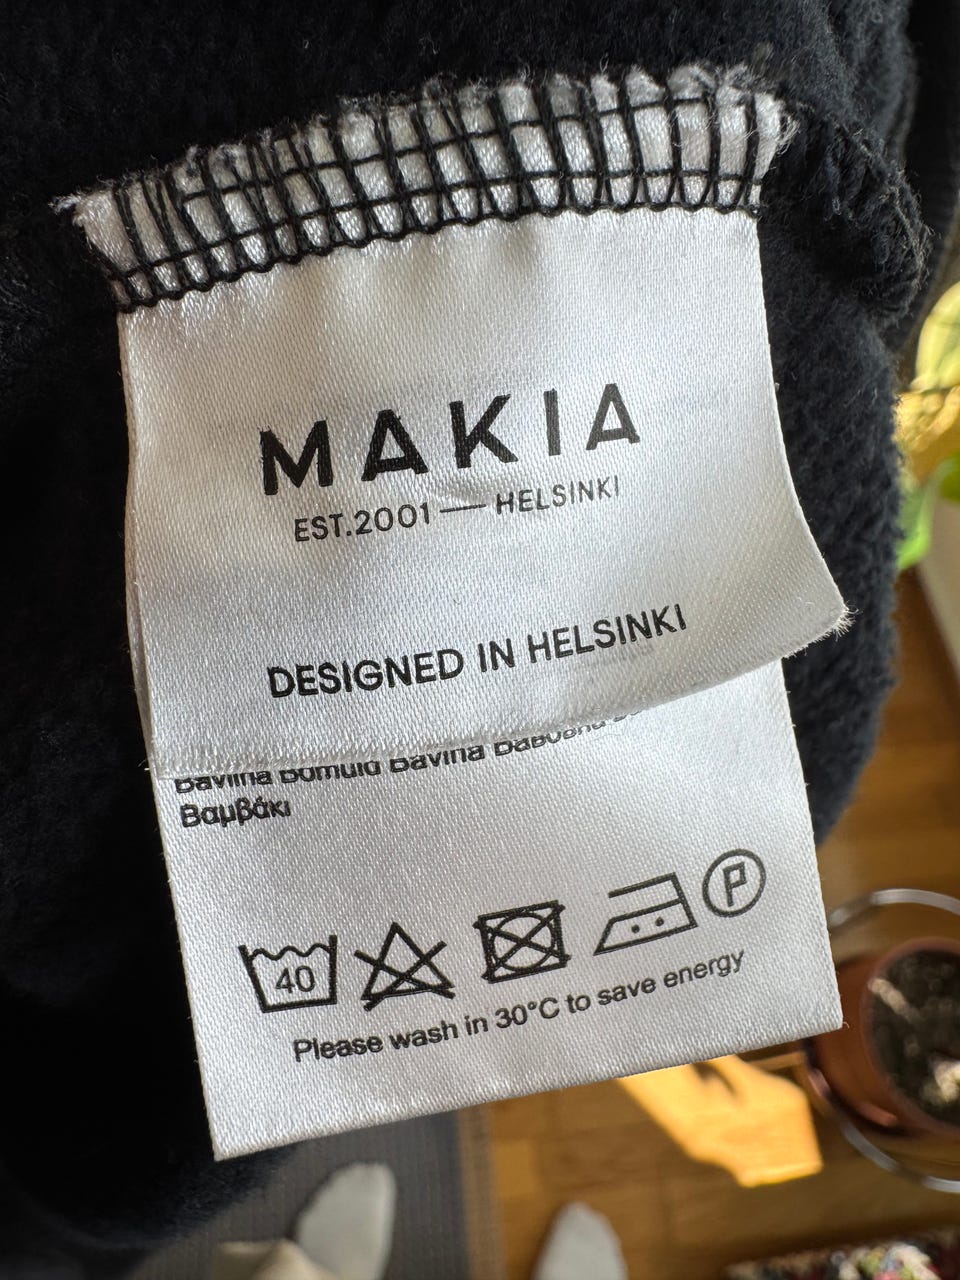 MAKIA
EST.2001 — HELSINKI
DESIGNED IN HELSINKI
Bavlna Bomuld Bavlna
Βαμβάκι
40
P
Please wash in 30°C to save energy